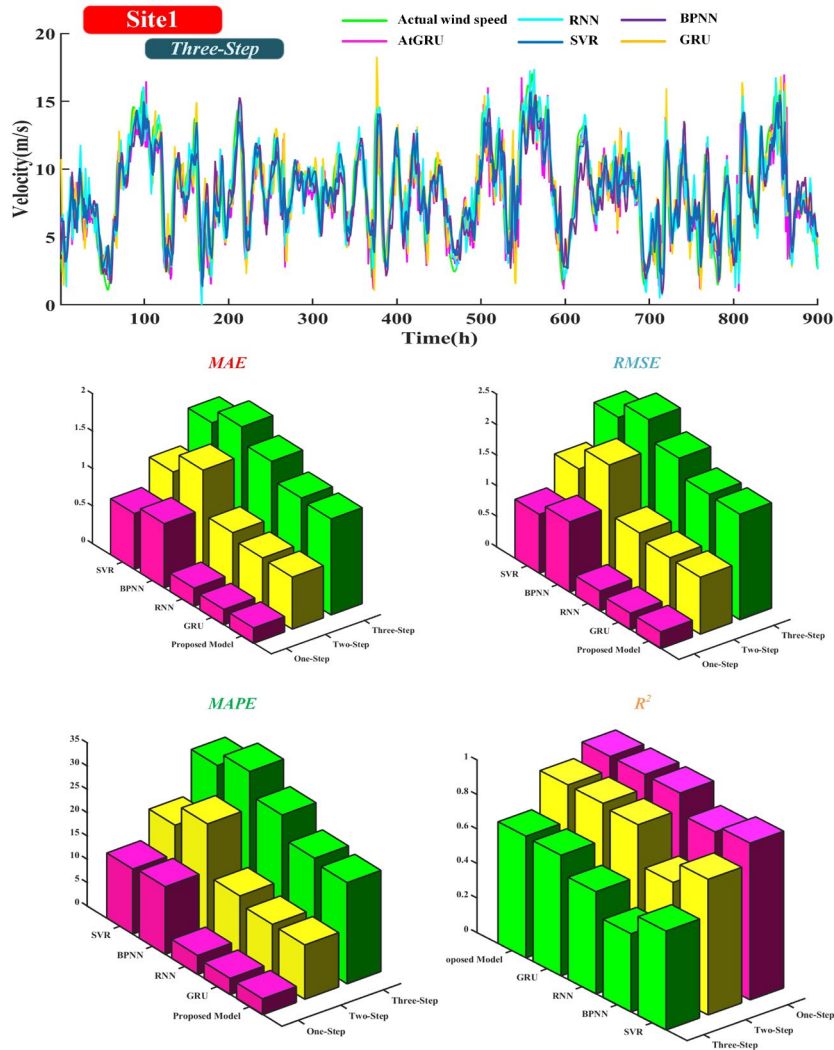 Site1
Three-Step
Actual wind speed
RNN
BPNN
AtGRU
SVR
GRU
Velocity(m/s)
20
15
10
5
0
100
200
300
400
500
600
700
800
900
Time(h)
MAE
2
1.5
1
0.5
0
SVR
BPNN
RNN
GRU
Proposed Model
One-Step
Two-Step
Three-Step
RMSE
2.5
2
1.5
1
0.5
0
SVR
BPNN
RNN
GRU
Proposed Model
One-Step
Two-Step
Three-Step
MAPE
35
30
25
20
15
10
5
0
SVR
BPNN
RNN
GRU
Proposed Model
One-Step
Two-Step
Three-Step
R²
1
0.8
0.6
0.4
0.2
0
oposed Model
GRU
RNN
BPNN
SVR
Three-Step
Two-Step
One-Step